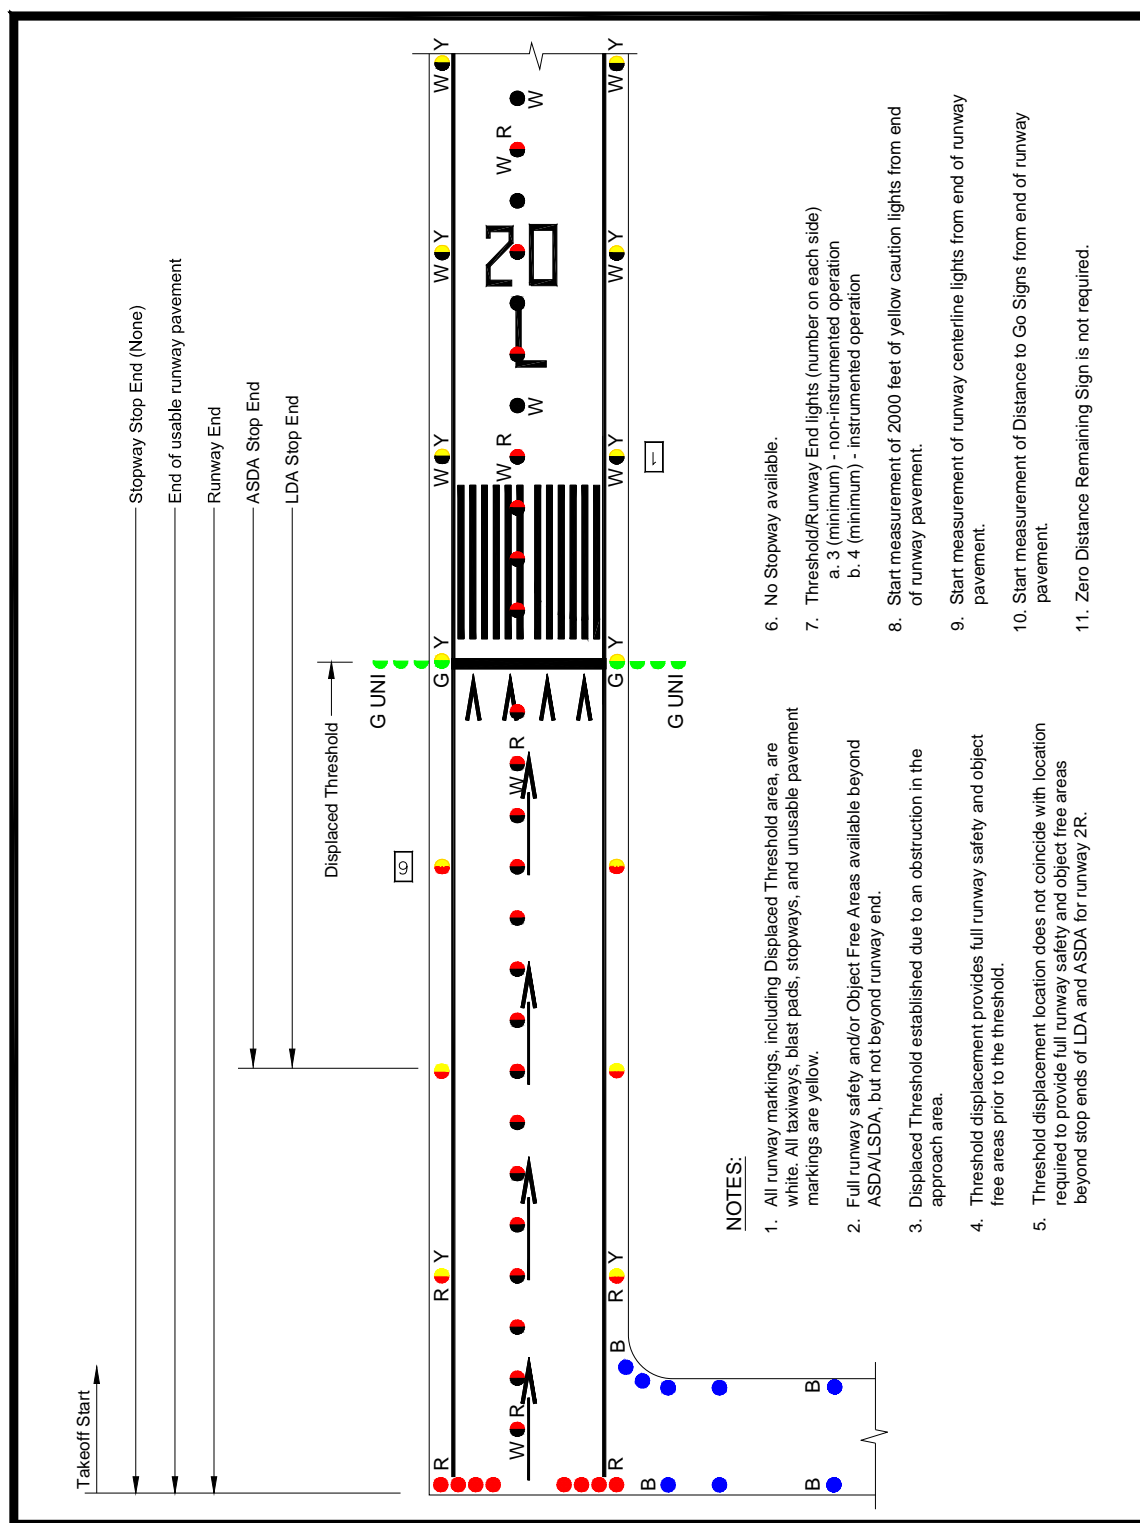 Takeoff Start
Stopway Stop End (None)
End of usable runway pavement
Runway End
ASDA Stop End
LDA Stop End
Displaced Threshold
G UNI
9
R R Y G Y W Y W Y W Y
W R W R W R W W R W
20
L
R B R Y G Y W Y W Y W Y
1
G UNI
B
B B
NOTES:
1. All runway markings, including Displaced Threshold area, are
white. All taxiways, blast pads, stopways, and unusable pavement
markings are yellow.
2. Full runway safety and/or Object Free Areas available beyond
ASDA/LSDA, but not beyond runway end.
3. Displaced Threshold established due to an obstruction in the
approach area.
4. Threshold displacement provides full runway safety and object
free areas prior to the threshold.
5. Threshold displacement location does not coincide with location
required to provide full runway safety and object free areas
beyond stop ends of LDA and ASDA for runway 2R.
6. No Stopway available.
7. Threshold/Runway End lights (number on each side)
a. 3 (minimum) - non-instrumented operation
b. 4 (minimum) - instrumented operation
8. Start measurement of 2000 feet of yellow caution lights from end
of runway pavement.
9. Start measurement of runway centerline lights from end of runway
pavement.
10. Start measurement of Distance to Go Signs from end of runway
pavement.
11. Zero Distance Remaining Sign is not required.